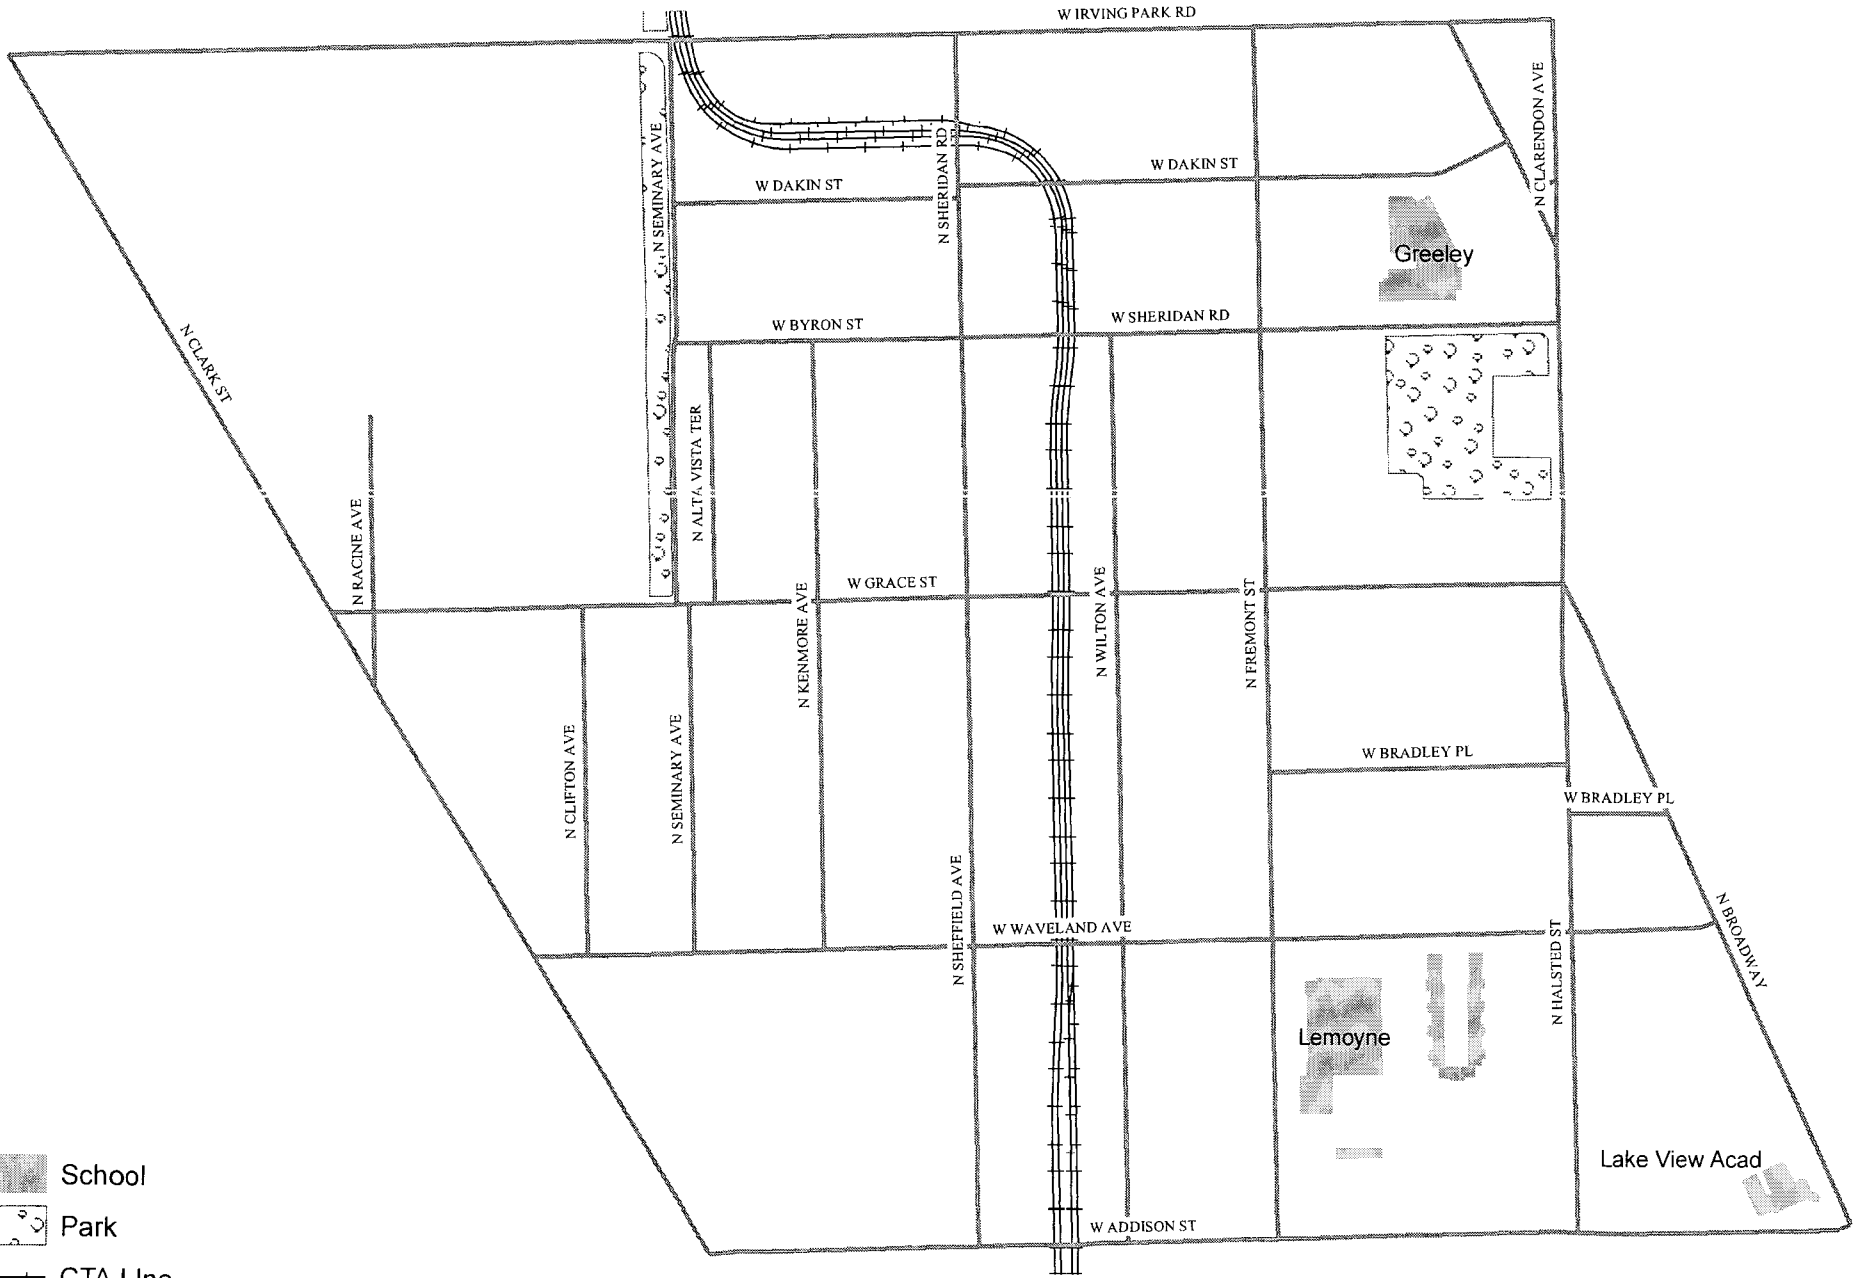 W IRVING PARK RD
N CLARENDON AVE
N SEMINARY AVE
N SHERIDAN RD
W DAKIN ST
W DAKIN ST
Greeley
W BYRON ST
W SHERIDAN RD
N CLARK ST
N ALTA VISTA TER
N RACINE AVE
W GRACE ST
N KENMORE AVE
N WILTON AVE
N FREMONT ST
N CLIFTON AVE
N SEMINARY AVE
W BRADLEY PL
W BRADLEY PL
N SHEFFIELD AVE
W WAVELAND AVE
N HALSTED ST
N BROADWAY
Lemoyne
Lake View Acad
W ADDISON ST
School
Park
CTA Line